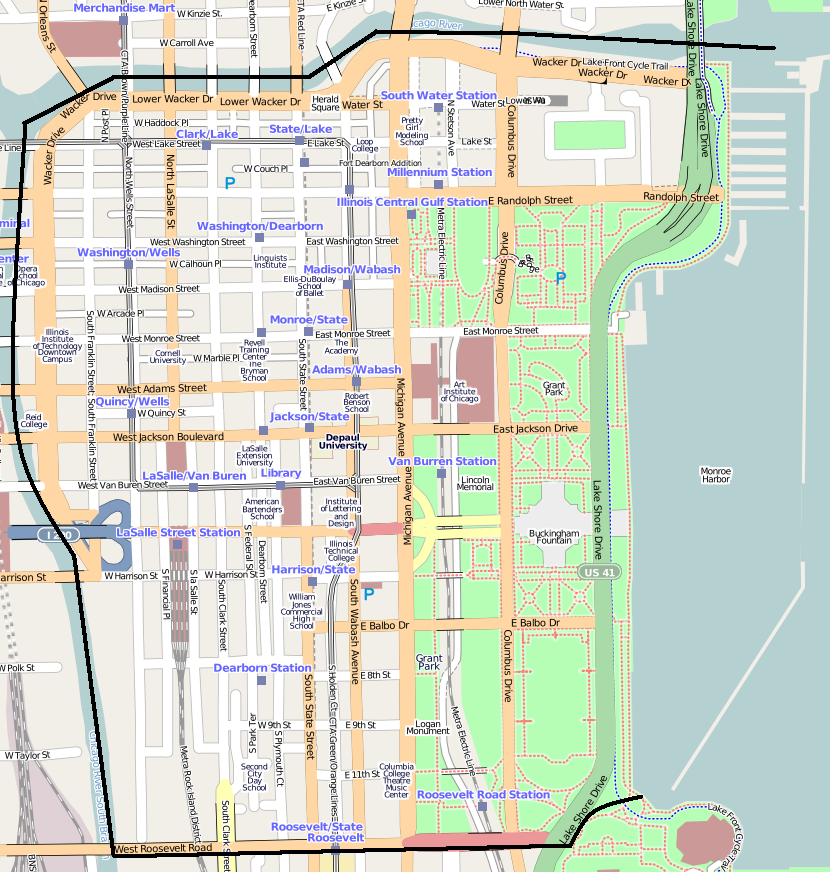 Merchandise Mart
Lower North Water St
W Kinzie St.
E Kinzie St
N Orleans St
Dearborn Street
CTA Red Line
Chicago River
W Carroll Ave
Lake Shore Drive
Wacker Dr
Lake Front Cycle Trail
Wacker Dr
Wacker Dr
CTA Brown/Purple Line
Wacker Drive
Lower Wacker Dr
Lower Wacker Dr
Herald
Square
Water St
South Water Station
Water St
N Stetson Ave
Columbus Drive
Lake Shore Drive
W Haddock Pl
N Post Pl
Clark/Lake
State/Lake
Pretty
Girl
Modeling
School
Wacker Drive
West Lake Street
E Lake St
Loop
College
Lake St
Fort Dearborn Addition
W Couch Pl
P
Millennium Station
North Wells Street
North LaSalle St
Illinois Central Gulf Station
E Randolph Street
Randolph Street
Washington/Dearborn
West Washington Street
East Washington Street
Metra Electric Line
Columbus Drive
Washington/Wells
W Calhoun Pl
Linguists
Institute
Madison/Wabash
Opera
School
of Chicago
Ellis-DuBoulay
School
of Ballet
West Madison Street
P
W Arcade Pl
Monroe/State
Illinois
Institute
of Technology
Downtown
Campus
West Monroe Street
East Monroe Street
East Monroe Street
Revell
Training
Center
The
Bryman
School
The
Academy
Cornell
University
W Marble Pl
South Franklin Street; South Franklin Street
South State Street
Adams/Wabash
West Adams Street
Art
Institute
of Chicago
Grant
Park
Quincy/Wells
W Quincy St
Robert
Benson
School
Reid
College
Jackson/State
West Jackson Boulevard
East Jackson Drive
Depaul
University
Michigan Avenue
Michigan Avenue
LaSalle
Extension
University
Van Burren Station
Monroe
Harbor
LaSalle/Van Buren
Library
West Van Buren Street
East Van Buren Street
Lincoln
Memorial
American
Bartenders
School
Institute
of Lettering
and
Design
Lake Shore Drive
I 290
LaSalle Street Station
Buckingham
Fountain
Illinois
Technical
College
S Federal St
Dearborn Street
Harrison/State
US 41
W Harrison St
W Harrison St
S Financial Pl
S la Salle St
South Clark Street
William
Jones
Commercial
High
School
P
South Wabash Avenue
E Balbo Dr
E Balbo Dr
Columbus Drive
W Polk St
Dearborn Station
Grant
Park
E 8th St
South State Street
S Holden Ct
CTA Green/Orange Lines
Metra Electric Line
W 9th St
E 9th St
S Park Ter
S Plymouth Ct
Logan
Monument
W Taylor St
Second
City
Day
School
E 11th St
Columbia
College
Theatre
Music
Center
Metra Rock Island District
South Clark Street
Roosevelt Road Station
Lake Shore Drive
Lake Front Cycle Trail
Roosevelt/State
Roosevelt
West Roosevelt Road
BNSF